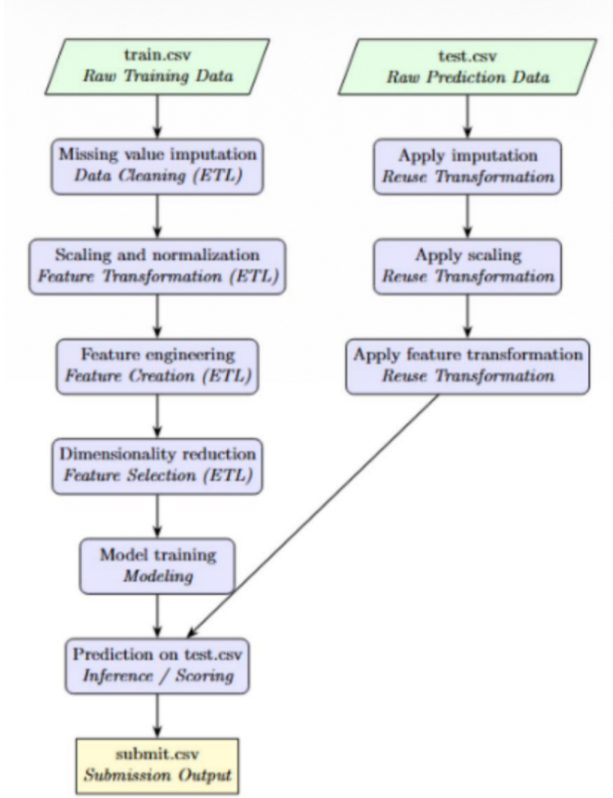 train.csv
Raw Training Data
Missing value imputation
Data Cleaning (ETL)
Scaling and normalization
Feature Transformation (ETL)
Feature engineering
Feature Creation (ETL)
Dimensionality reduction
Feature Selection (ETL)
Model training
Modeling
test.csv
Raw Prediction Data
Apply imputation
Reuse Transformation
Apply scaling
Reuse Transformation
Apply feature transformation
Reuse Transformation
Prediction on test.csv
Inference / Scoring
submit.csv
Submission Output